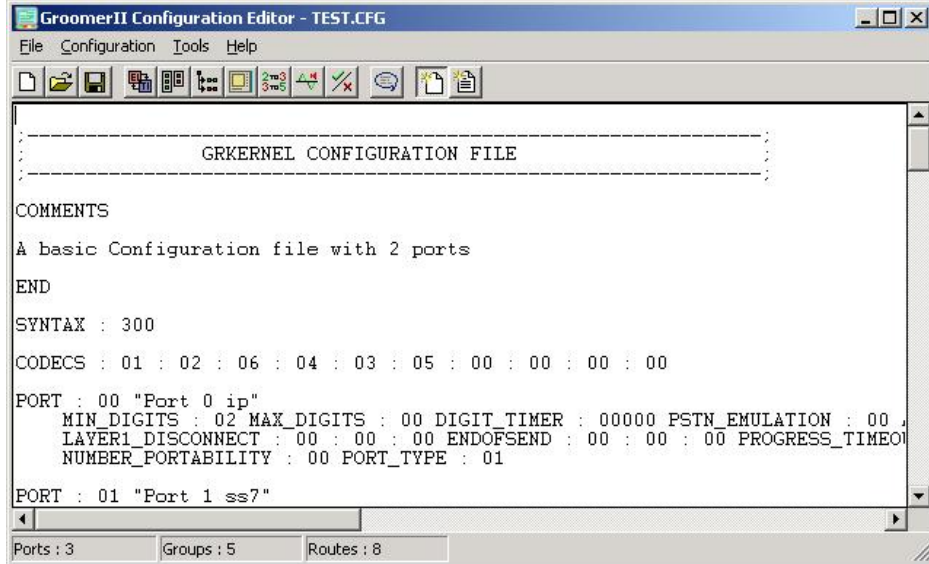 GroomerII Configuration Editor - TEST.CFG
File Configuration Tools Help
2TO3
3TO5
;---------------------------------------------------------------;
; GRKERNEL CONFIGURATION FILE ;
;---------------------------------------------------------------;
COMMENTS
A basic Configuration file with 2 ports
END
SYNTAX : 300
CODECS : 01 : 02 : 06 : 04 : 03 : 05 : 00 : 00 : 00 : 00
PORT : 00 "Port 0 ip"
MIN_DIGITS : 02 MAX_DIGITS : 00 DIGIT_TIMER : 00000 PSTN_EMULATION : 00
LAYER1_DISCONNECT : 00 : 00 : 00 ENDOFSEND : 00 : 00 : 00 PROGRESS_TIMEO
NUMBER_PORTABILITY : 00 PORT_TYPE : 01
PORT : 01 "Port 1 ss7"
Ports : 3 Groups : 5 Routes : 8